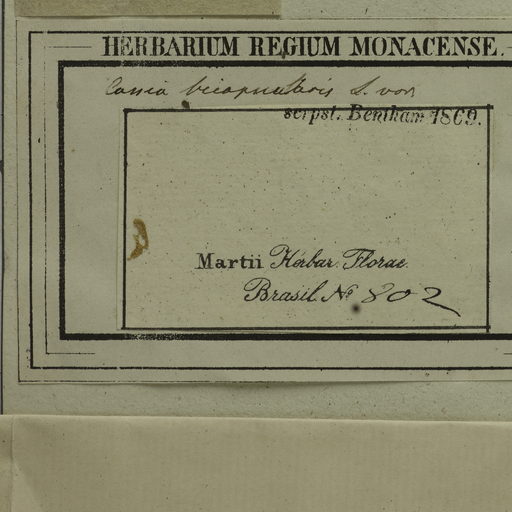 HERBARIUM REGIUM MONACENSE.
Cassia bicapsularis L. var.
scrpst. Bentham 1869.
Martii Herbar. Florae
Brasil. No 802